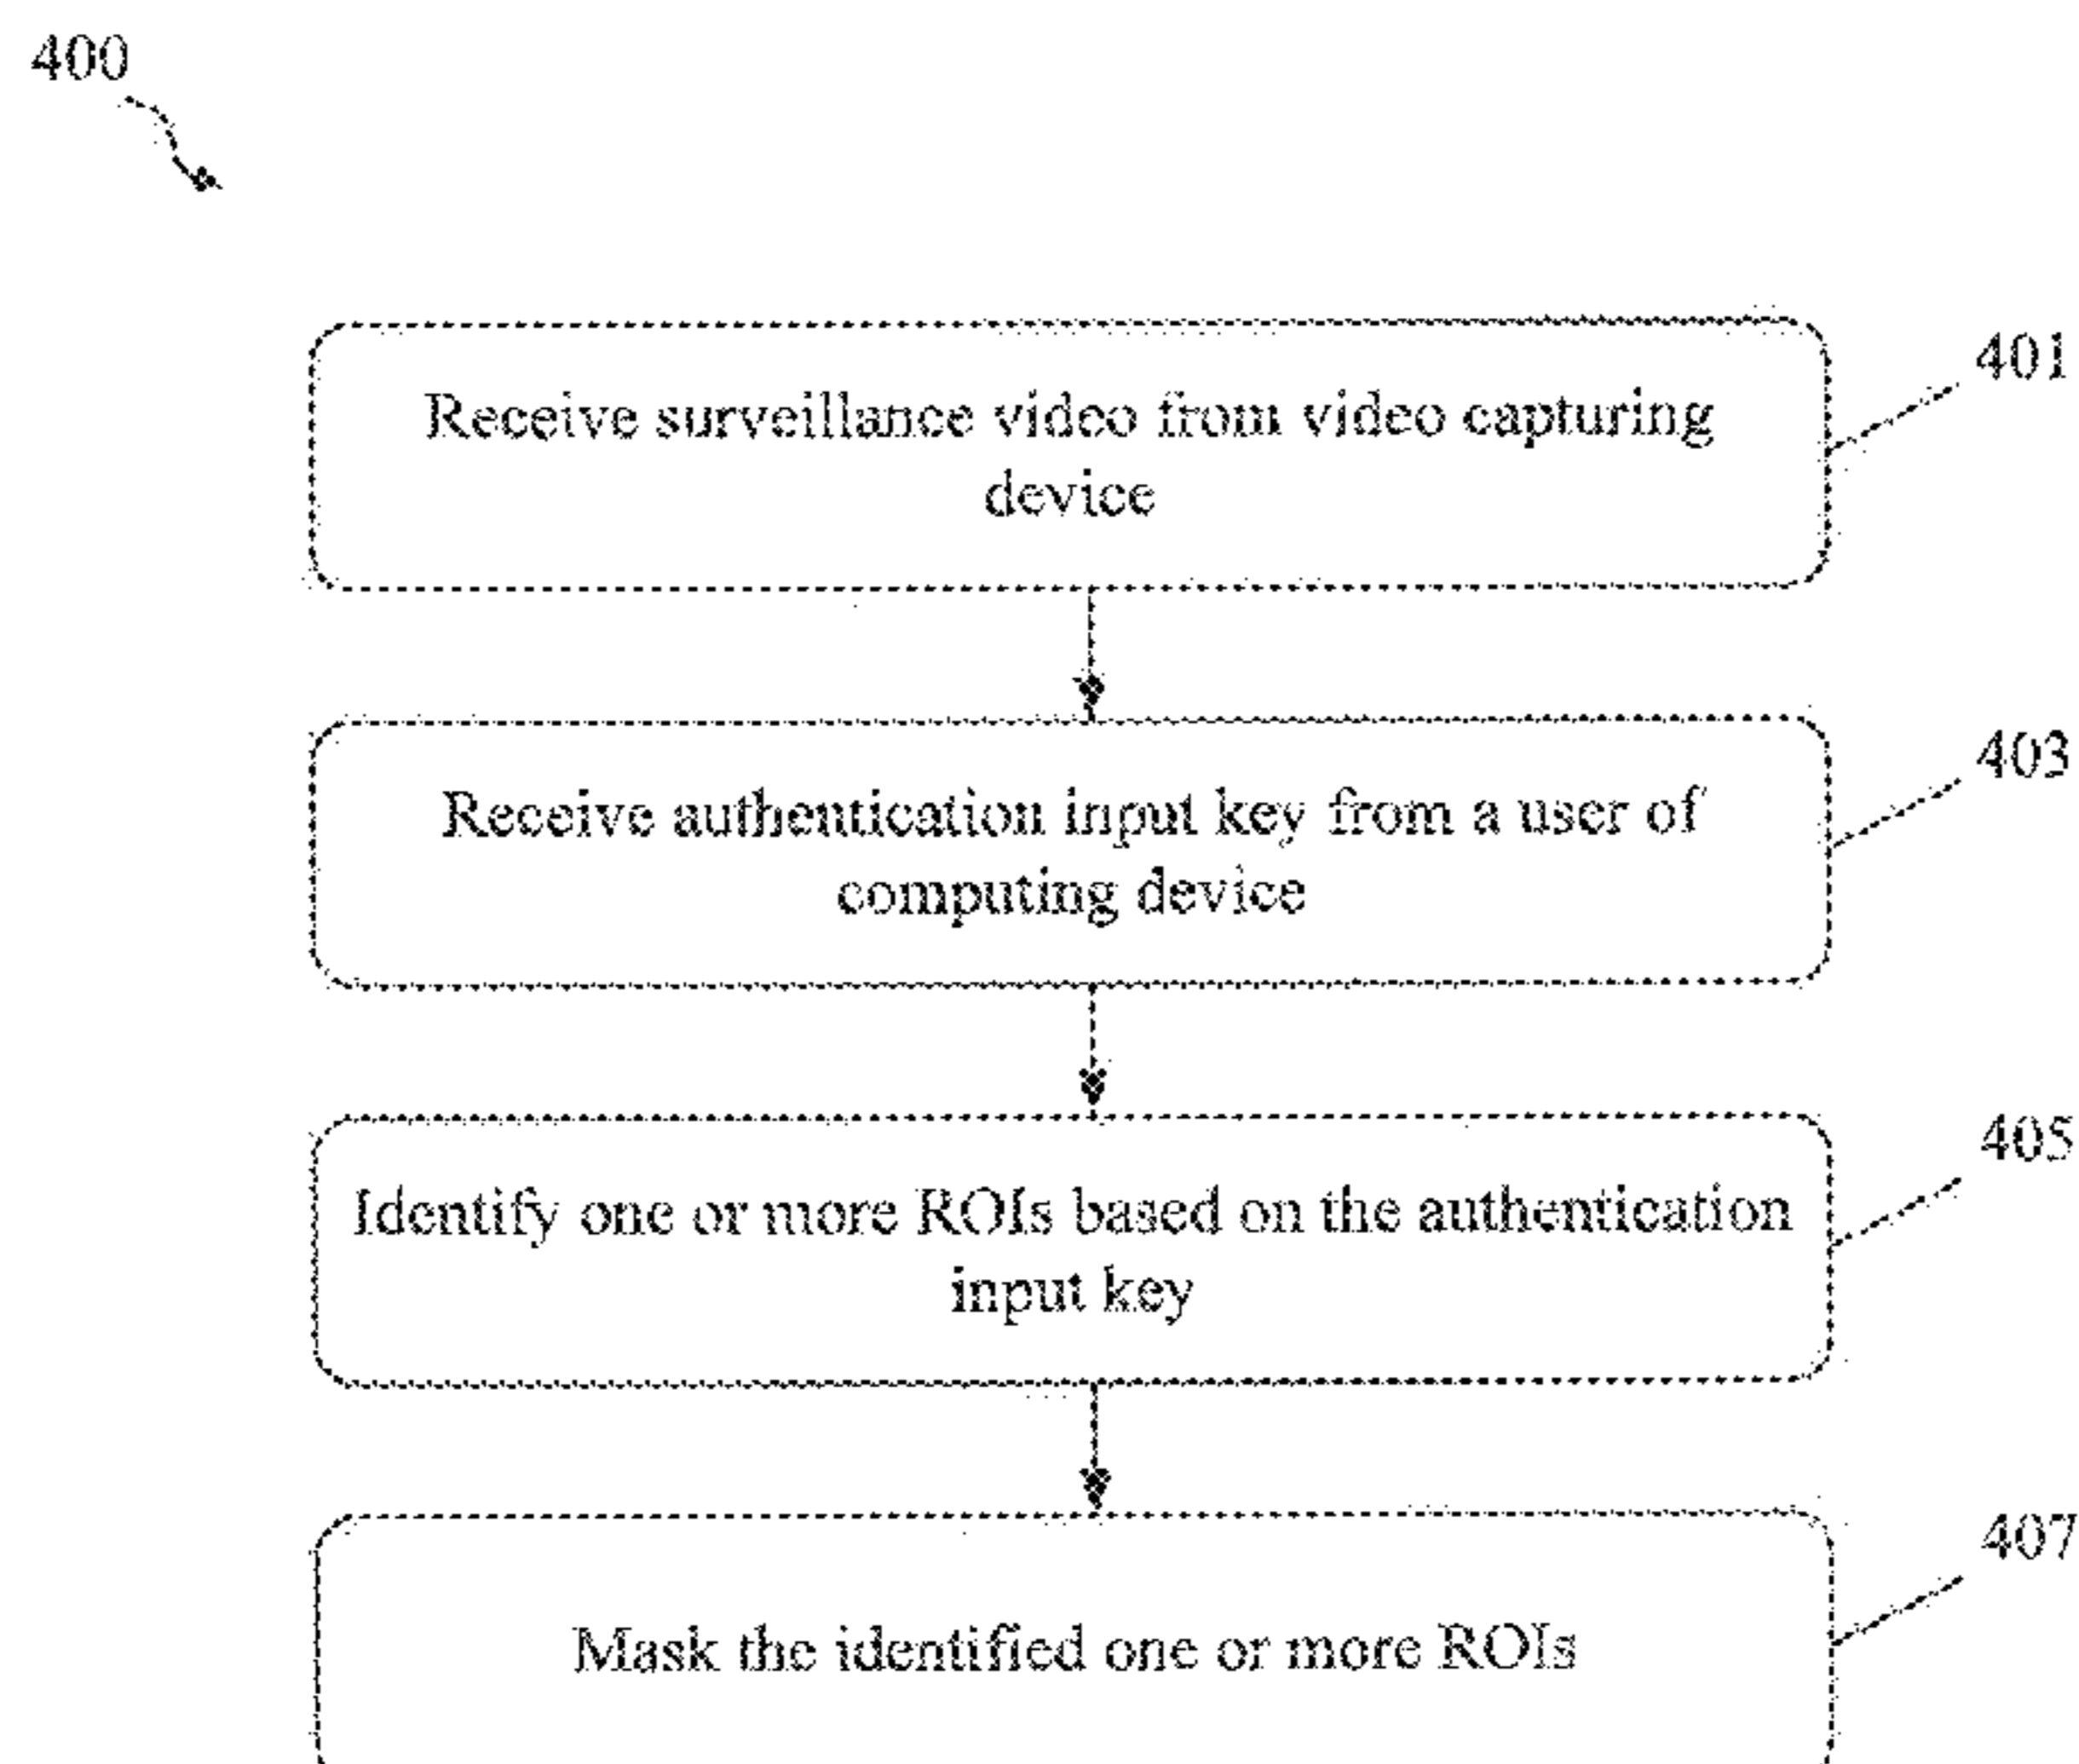 400
Receive surveillance video from video capturing
device
401
Receive authentication input key from a user of
computing device
403
Identify one or more ROIs based on the authentication
input key
405
Mask the identified one or more ROIs
407